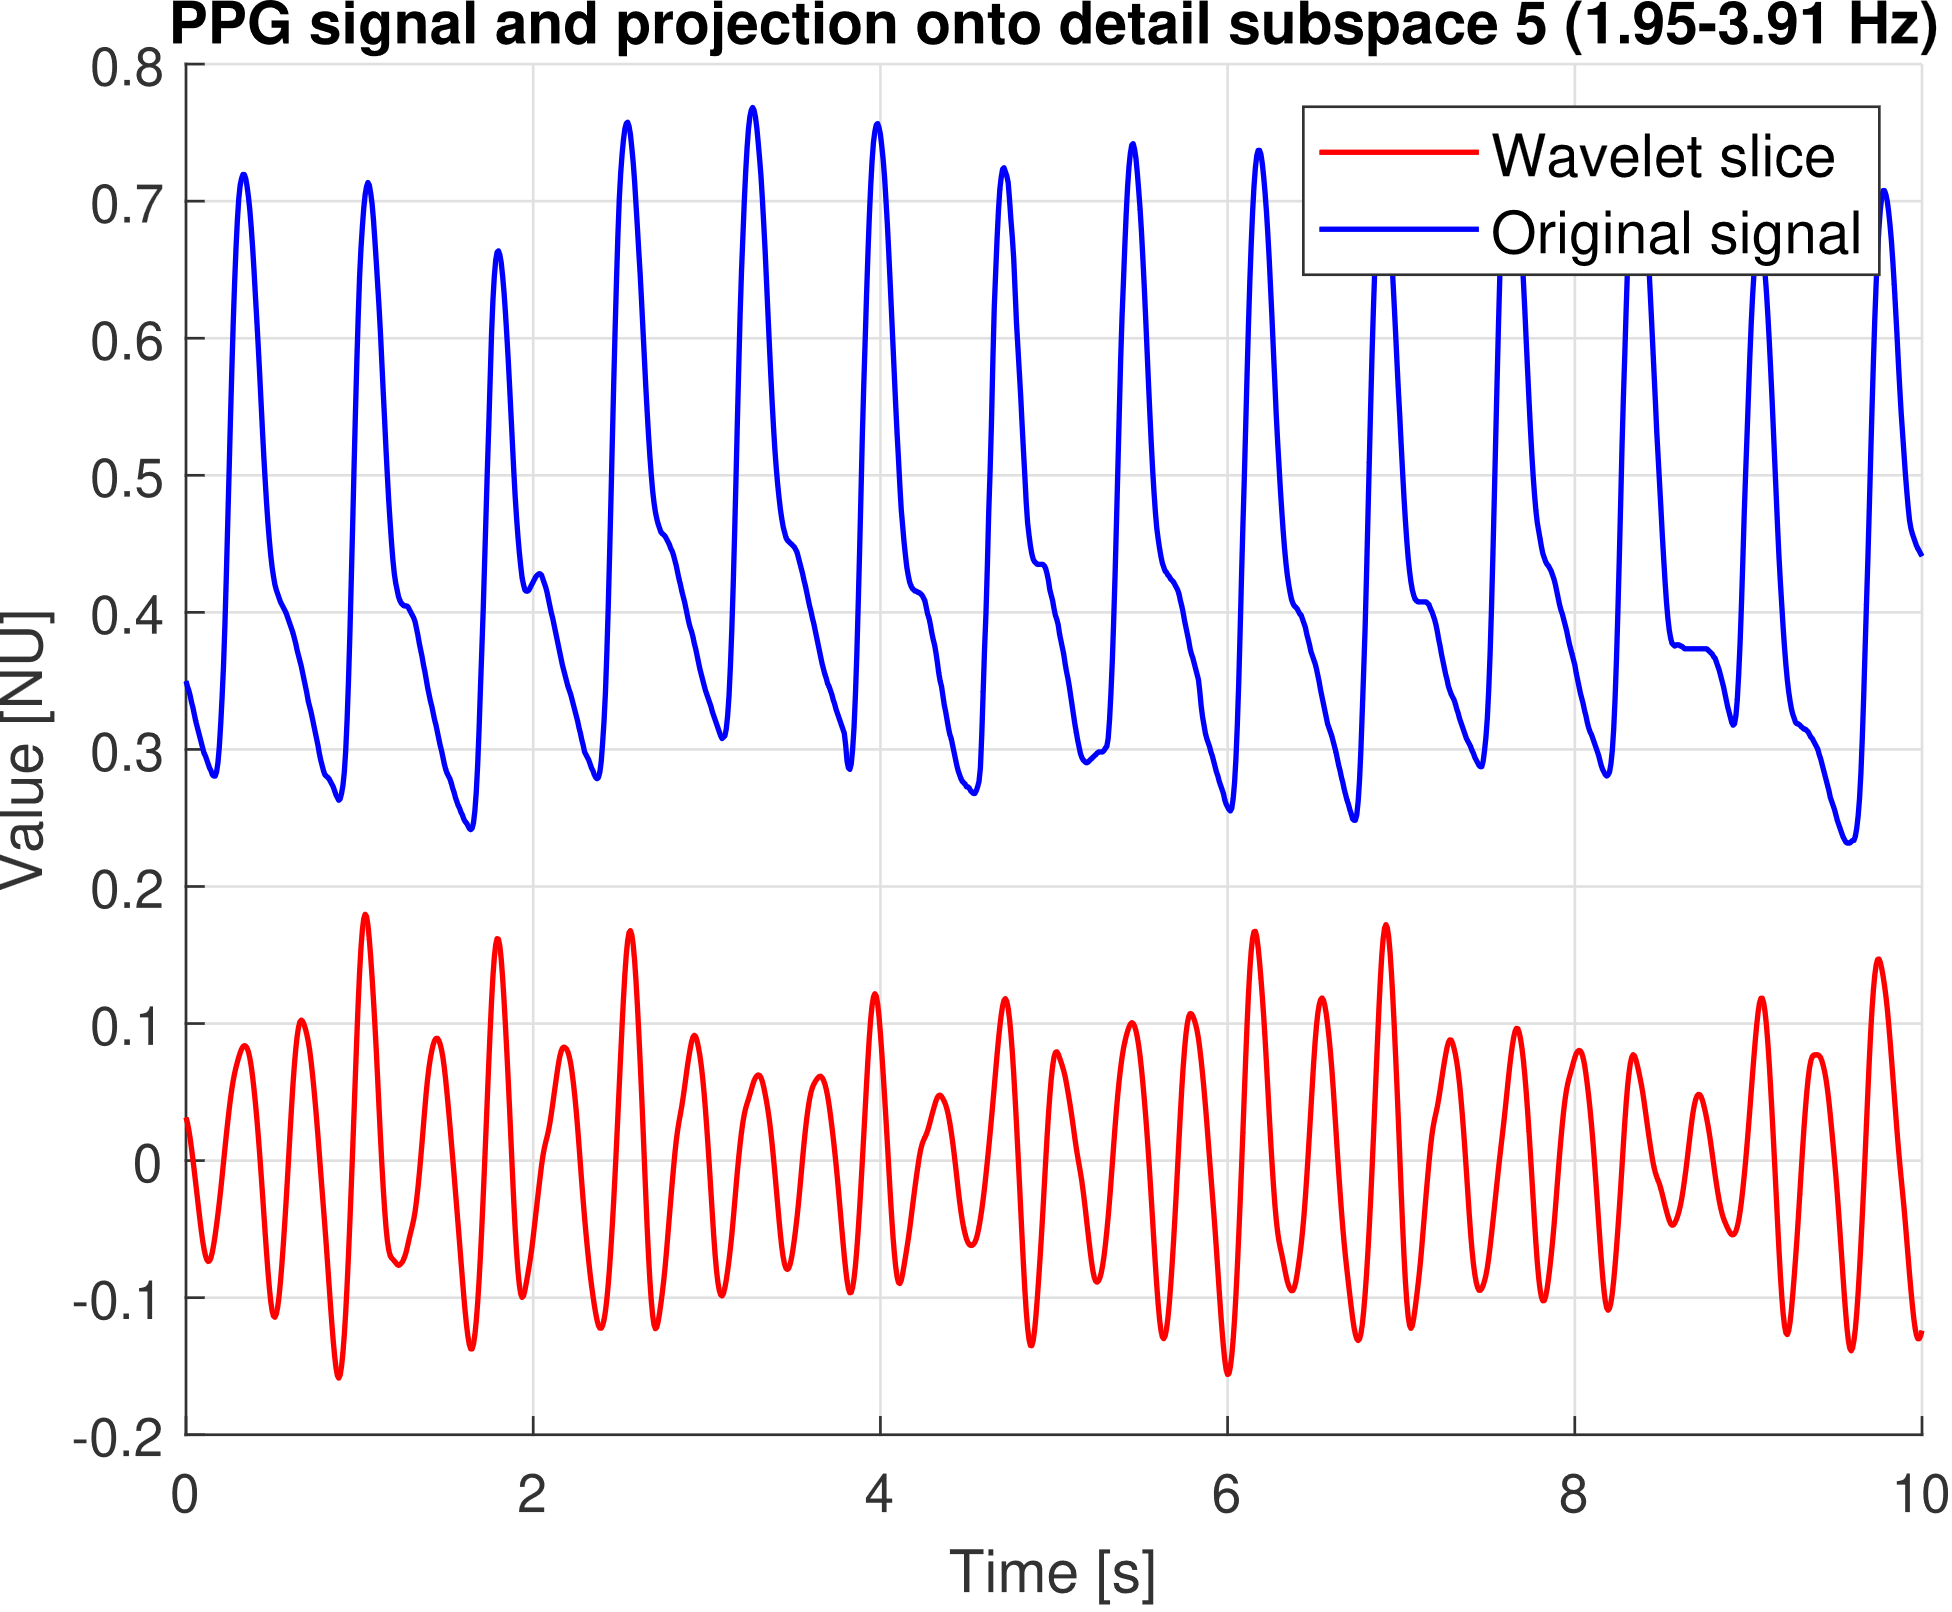 PPG signal and projection onto detail subspace 5 (1.95-3.91 Hz)
0.8
0.7
0.6
0.5
0.4
0.3
0.2
0.1
0
-0.1
-0.2
Value [NU]
Wavelet slice
Original signal
0 2 4 6 8 10
Time [s]